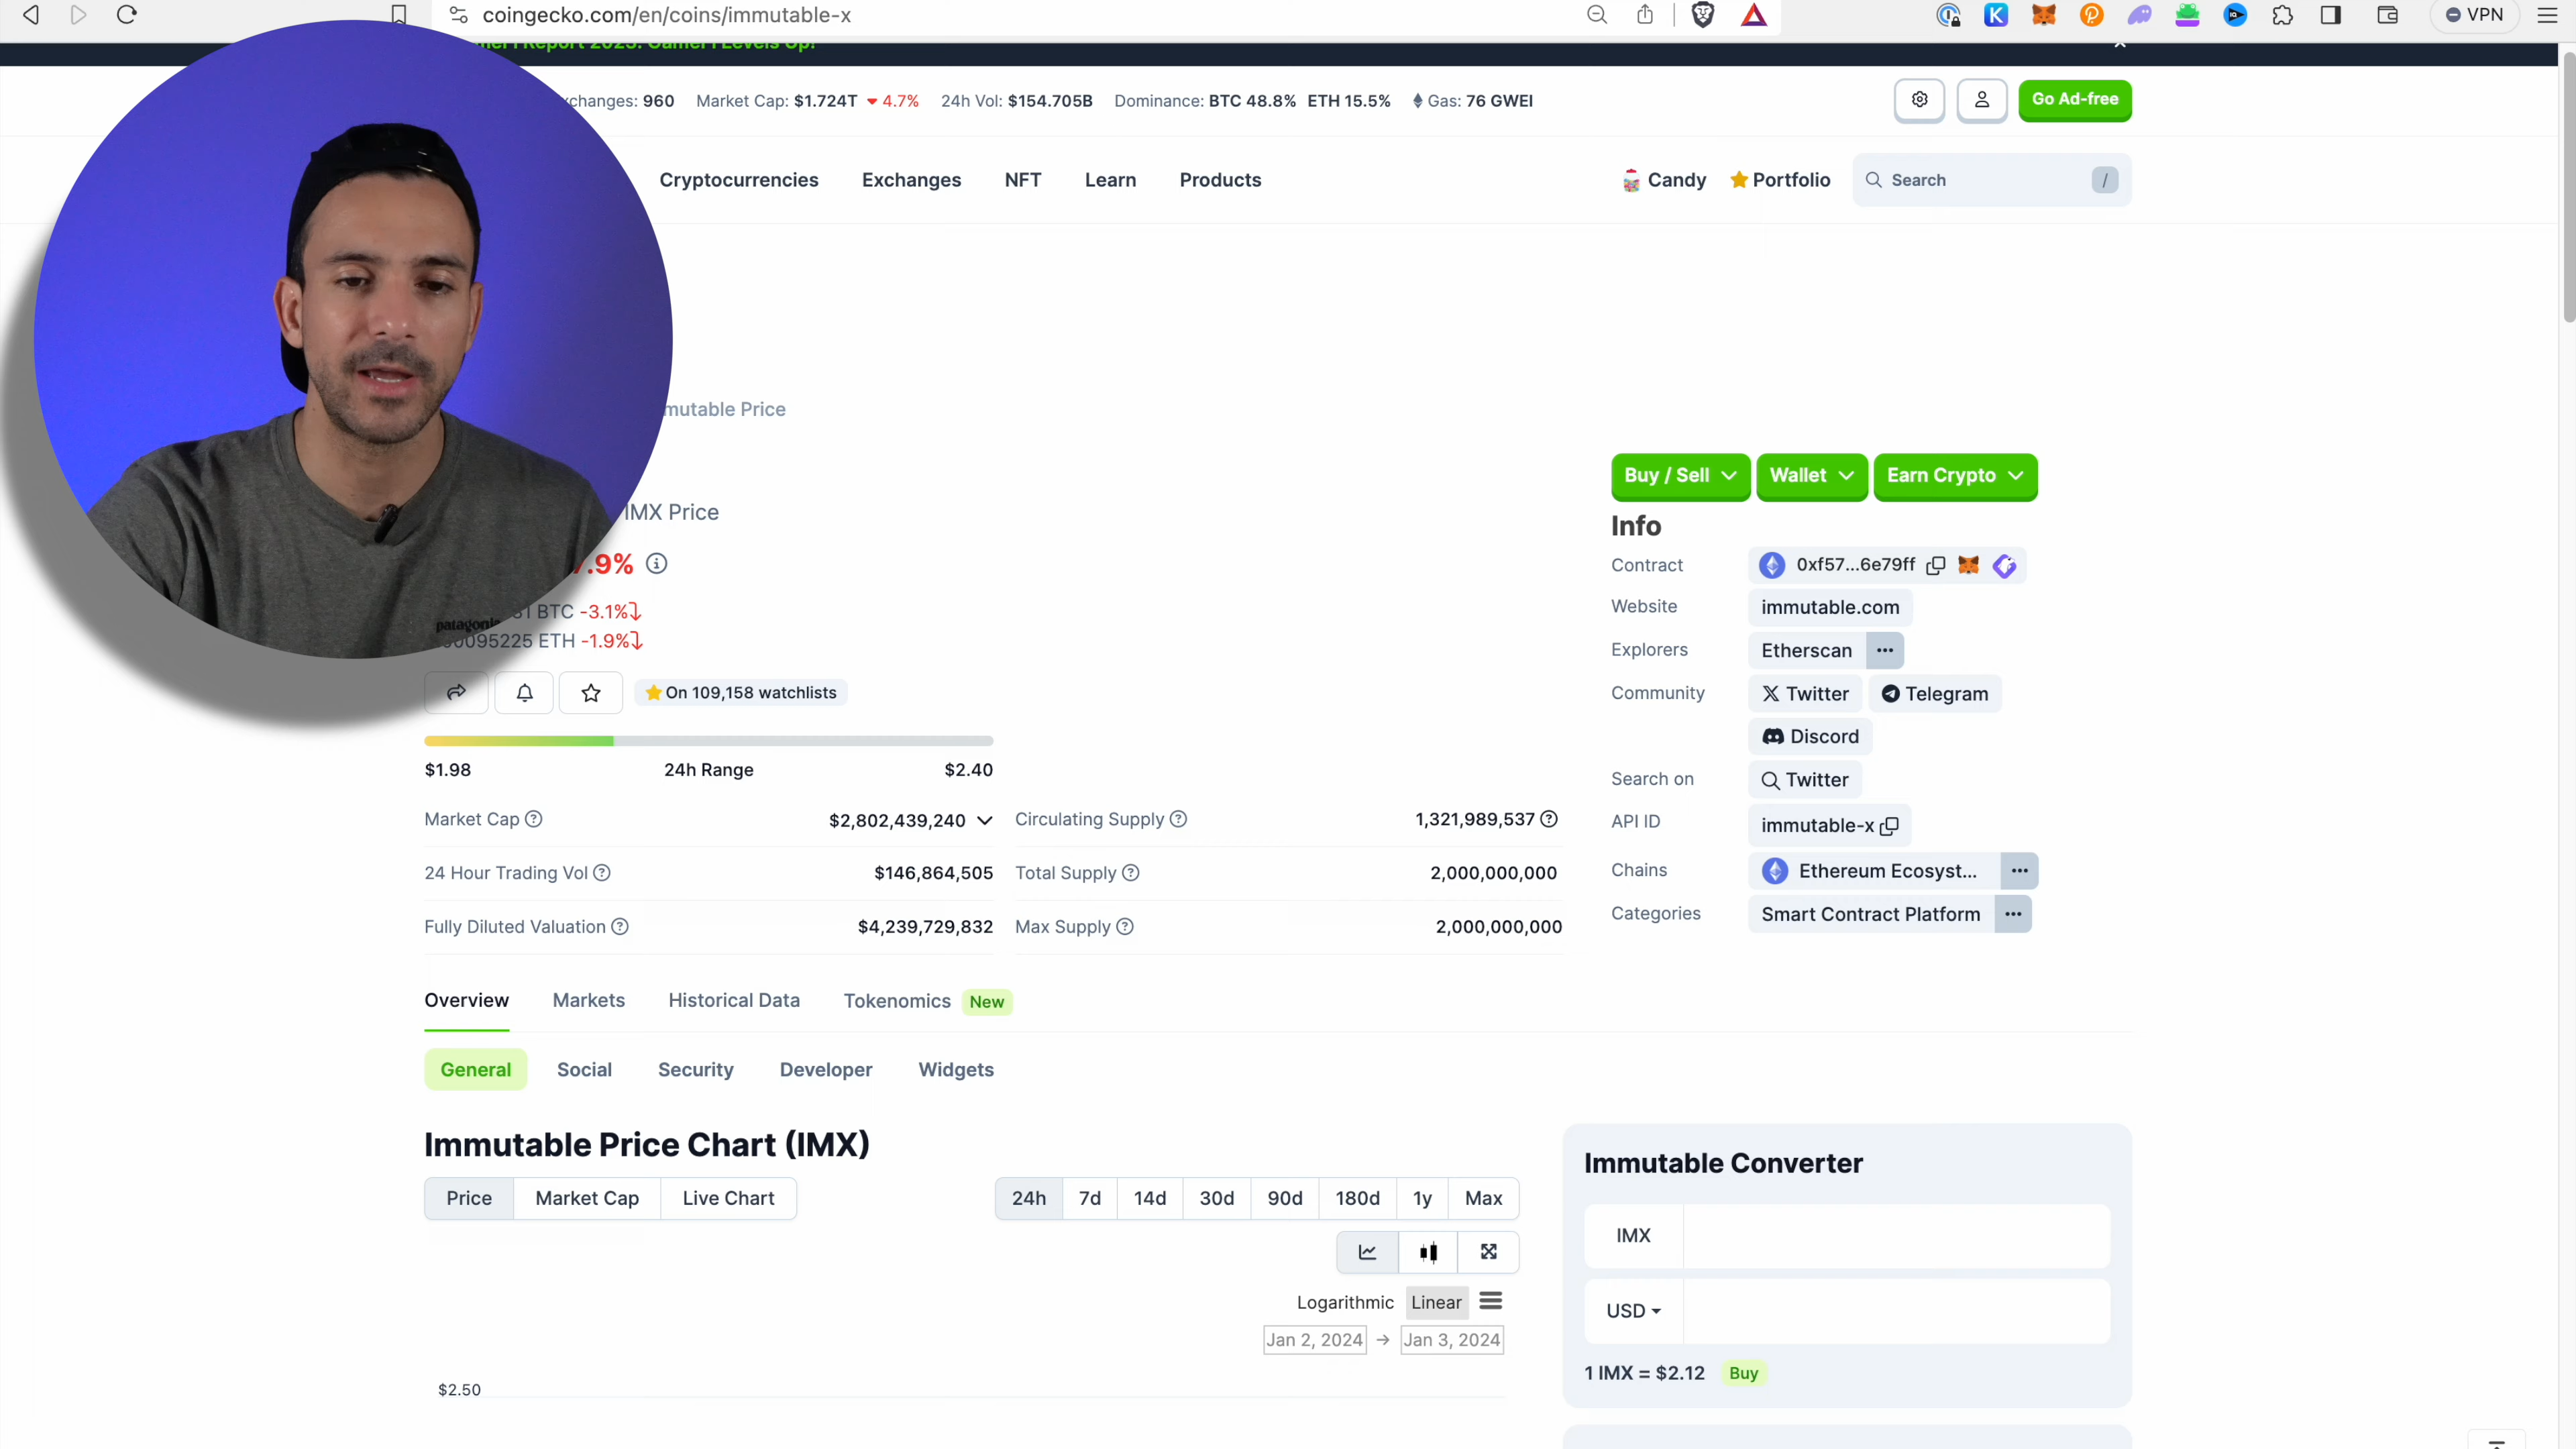 coingecko.com/en/coins/immutable-x
VPN
Report 2023: GameFi Levels Up!
Exchanges: 960 Market Cap: $1.724T 4.7% 24h Vol: $154.705B Dominance: BTC 48.8% ETH 15.5% Gas: 76 GWEI
Go Ad-free
Cryptocurrencies Exchanges NFT Learn Products
Candy Portfolio Search /
mutable Price
IMX Price
7.9%
BTC -3.1%
patagonia
0095225 ETH -1.9%
On 109,158 watchlists
$1.98 24h Range $2.40
Market Cap $2,802,439,240 Circulating Supply 1,321,989,537
24 Hour Trading Vol $146,864,505 Total Supply 2,000,000,000
Fully Diluted Valuation $4,239,729,832 Max Supply 2,000,000,000
Buy / Sell Wallet Earn Crypto
Info
Contract 0xf57...6e79ff
Website immutable.com
Explorers Etherscan
Community Twitter Telegram
Discord
Search on Twitter
API ID immutable-x
Chains Ethereum Ecosyst...
Categories Smart Contract Platform
Overview Markets Historical Data Tokenomics New
General Social Security Developer Widgets
Immutable Price Chart (IMX)
Price Market Cap Live Chart
24h 7d 14d 30d 90d 180d 1y Max
Logarithmic Linear
Jan 2, 2024 → Jan 3, 2024
$2.50
Immutable Converter
IMX
USD
1 IMX = $2.12 Buy